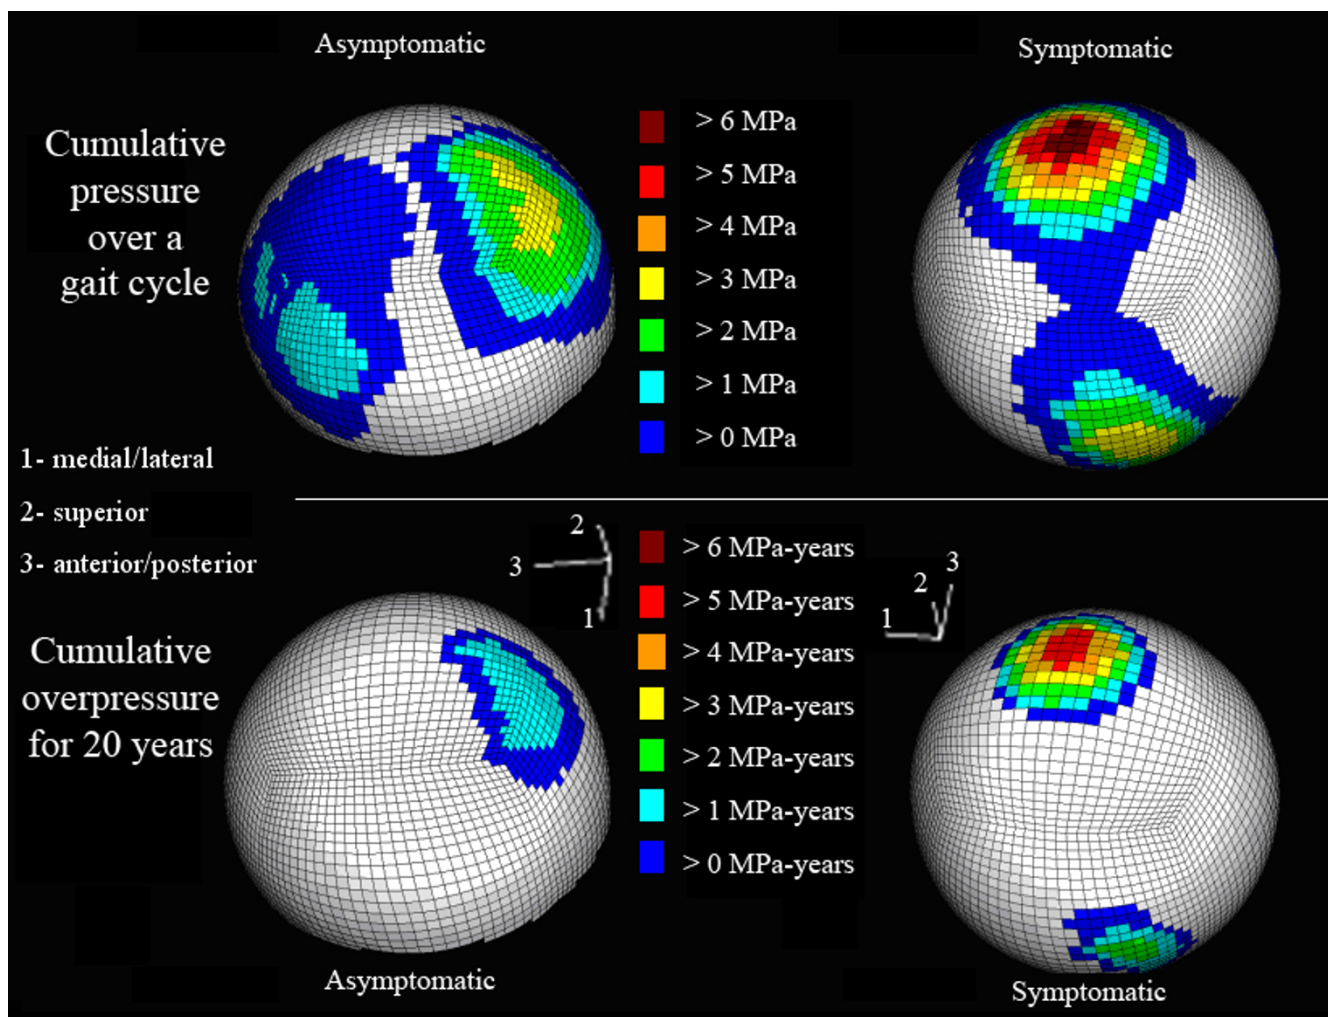 Asymptomatic
Symptomatic
Cumulative
pressure
over a
gait cycle
> 6 MPa
> 5 MPa
> 4 MPa
> 3 MPa
> 2 MPa
> 1 MPa
> 0 MPa
1- medial/lateral
2- superior
3- anterior/posterior
2
3
1
3
2
1
Cumulative
overpressure
for 20 years
> 6 MPa-years
> 5 MPa-years
> 4 MPa-years
> 3 MPa-years
> 2 MPa-years
> 1 MPa-years
> 0 MPa-years
Asymptomatic
Symptomatic